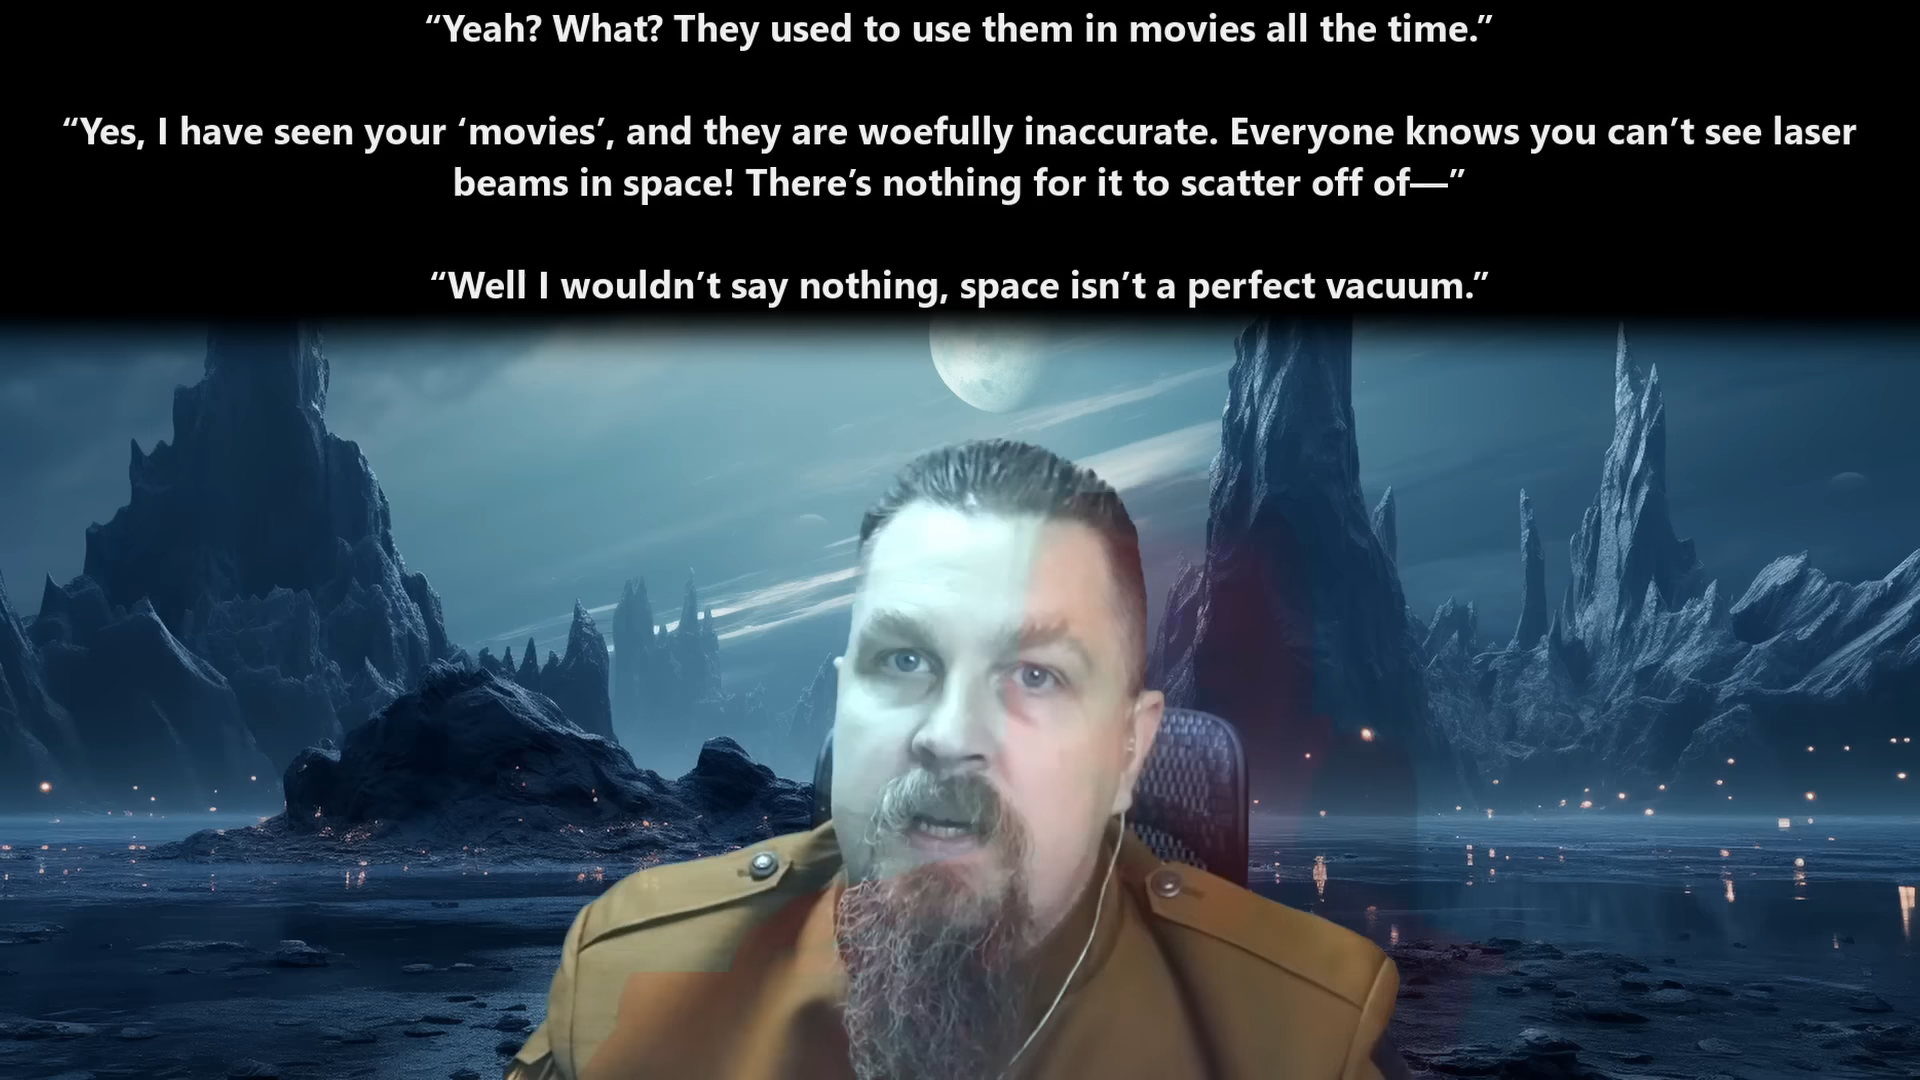 “Yeah? What? They used to use them in movies all the time.”
“Yes, I have seen your ‘movies’, and they are woefully inaccurate. Everyone knows you can’t see laser
beams in space! There’s nothing for it to scatter off of—”
“Well I wouldn’t say nothing, space isn’t a perfect vacuum.”